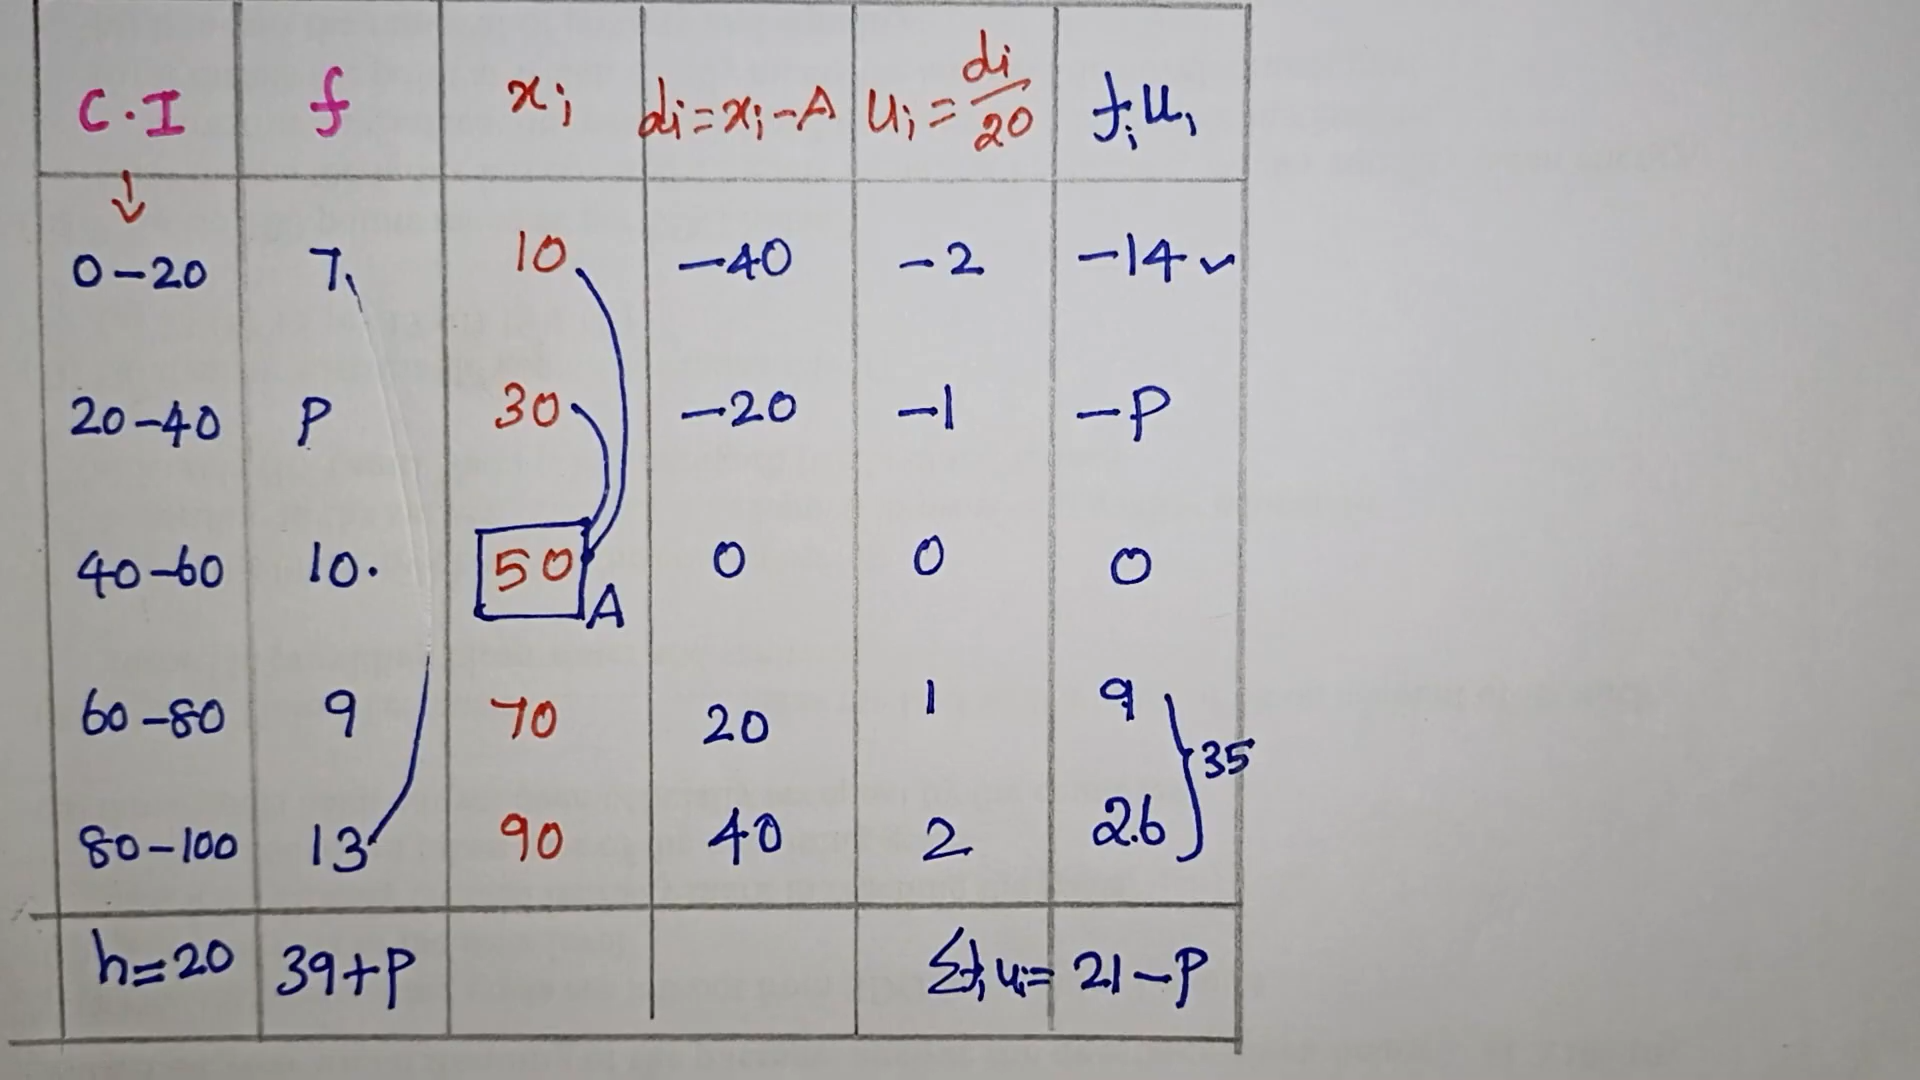 C.I f xi di=xi-A ui=di/20 fiui
0-20 7 10 -40 -2 -14 ✓
20-40 P 30 -20 -1 -P
40-60 10. 50 A 0 0 0
60-80 9 70 20 1 9
35
80-100 13 90 40 2 26
h=20 39+P Σfiui= 21-P